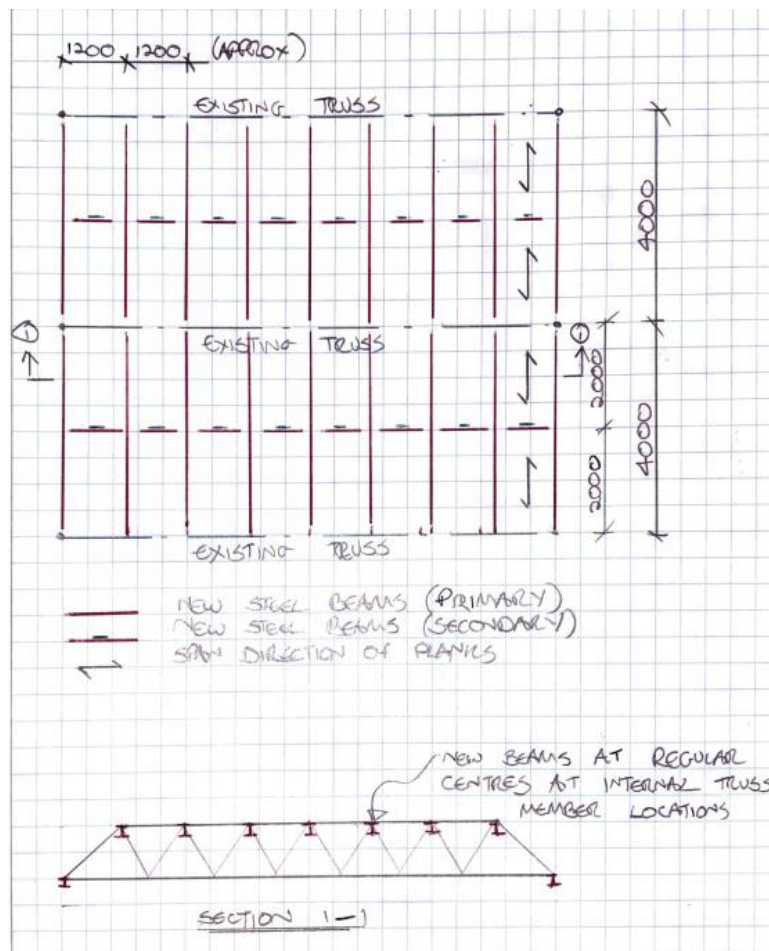 1200 1200 (APPROX)
EXISTING TRUSS
4000
EXISTING TRUSS
1
1
2000
4000
2000
EXISTING TRUSS
NEW STEEL BEAMS (PRIMARY)
NEW STEEL BEAMS (SECONDARY)
SPAN DIRECTION OF PLANKS
NEW BEAMS AT REGULAR
CENTRES AT INTERNAL TRUSS
MEMBER LOCATIONS
SECTION 1-1